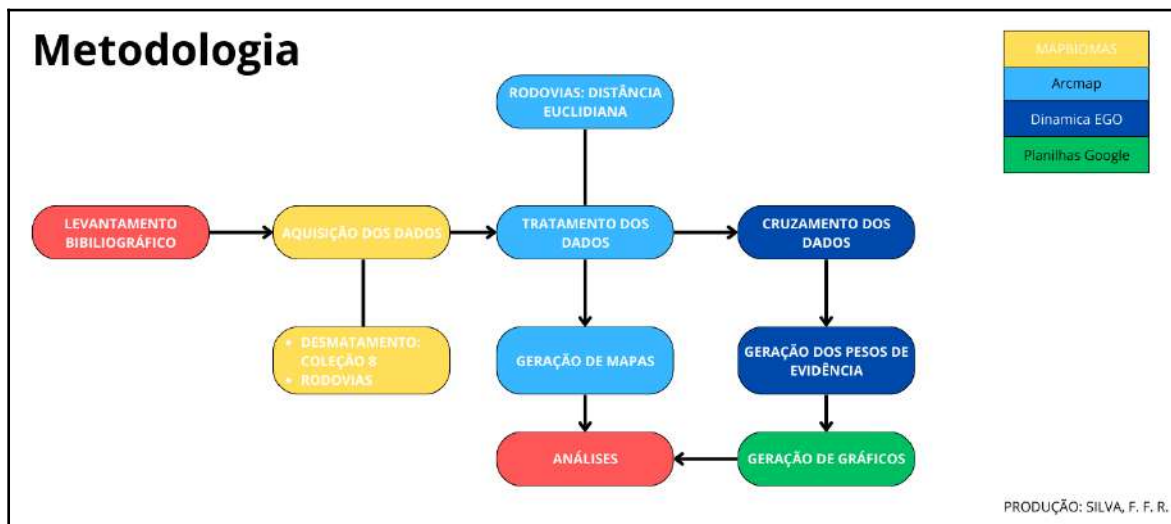 Metodologia
MAPBIOMAS
Arcmap
Dinamica EGO
Planilhas Google
RODOVIAS: DISTÂNCIA
EUCLIDIANA
LEVANTAMENTO
BIBILIOGRÁFICO
AQUISIÇÃO DOS DADOS
TRATAMENTO DOS
DADOS
CRUZAMENTO DOS
DADOS
• DESMATAMENTO:
COLEÇÃO 8
• RODOVIAS
GERAÇÃO DE MAPAS
GERAÇÃO DOS PESOS DE
EVIDÊNCIA
ANÁLISES
GERAÇÃO DE GRÁFICOS
PRODUÇÃO: SILVA, F. F. R.